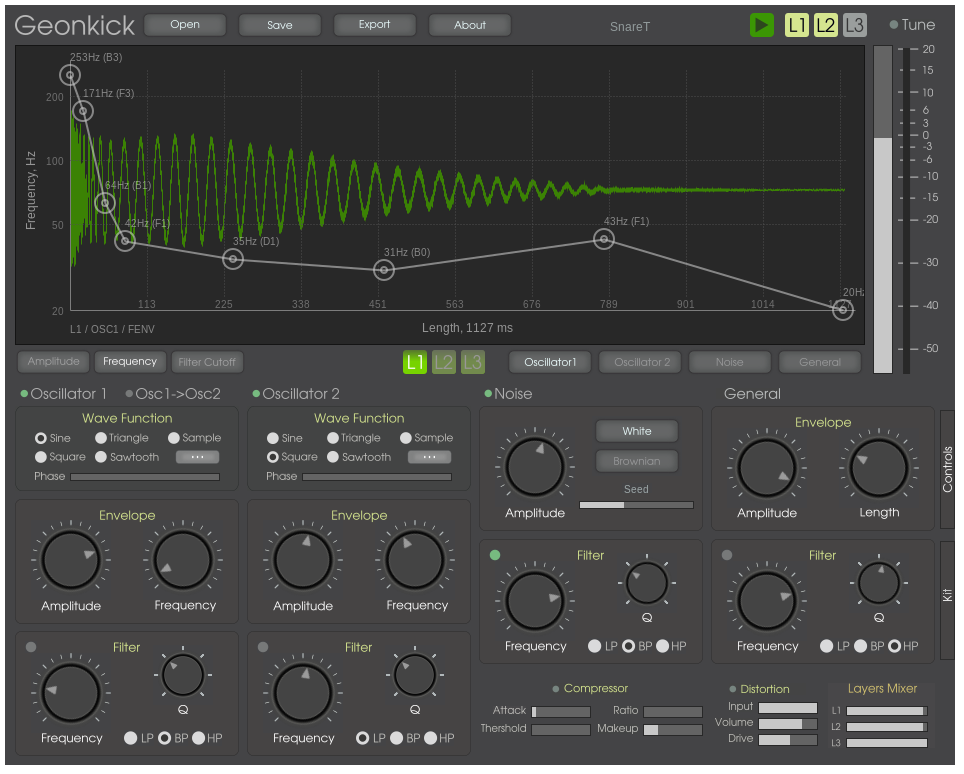 Geonkick Open Save Export About SnareT L1 L2 L3 Tune
253Hz (B3)
171Hz (F3)
64Hz (B1)
42Hz (F1)
35Hz (D1)
31Hz (B0)
43Hz (F1)
20Hz
Frequency, Hz
200
100
50
20
113 225 338 451 563 676 789 901 1014 1127
L1 / OSC1 / FENV
Length, 1127 ms
20
15
10
6
3
0
-3
-6
-10
-15
-20
-30
-40
-50
Amplitude Frequency Filter Cutoff L1 L2 L3 Oscillator1 Oscillator 2 Noise General
Oscillator 1 Osc1->Osc2 Oscillator 2 Noise General
Wave Function
Sine Triangle Sample
Square Sawtooth ...
Phase
Envelope
Amplitude Frequency
Filter
Q
Frequency LP BP HP
Wave Function
Sine Triangle Sample
Square Sawtooth ...
Phase
Envelope
Amplitude Frequency
Filter
Q
Frequency LP BP HP
White
Brownian
Seed
Amplitude
Filter
Q
Frequency LP BP HP
Envelope
Amplitude Length
Filter
Q
Frequency LP BP HP
Controls
Kit
Compressor
Attack Ratio
Thershold Makeup
Distortion
Input
Volume
Drive
Layers Mixer
L1
L2
L3